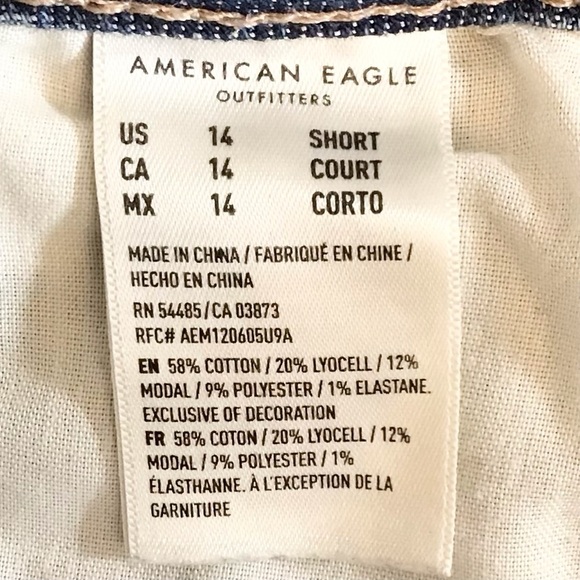 AMERICAN EAGLE
OUTFITTERS
US 14 SHORT
CA 14 COURT
MX 14 CORTO
MADE IN CHINA / FABRIQUÉ EN CHINE /
HECHO EN CHINA
RN 54485/CA 03873
RFC# AEM120605U9A
EN 58% COTTON / 20% LYOCELL / 12%
MODAL / 9% POLYESTER / 1% ELASTANE.
EXCLUSIVE OF DECORATION
FR 58% COTON / 20% LYOCELL / 12%
MODAL / 9% POLYESTER / 1%
ÉLASTHANNE. À L'EXCEPTION DE LA
GARNITURE